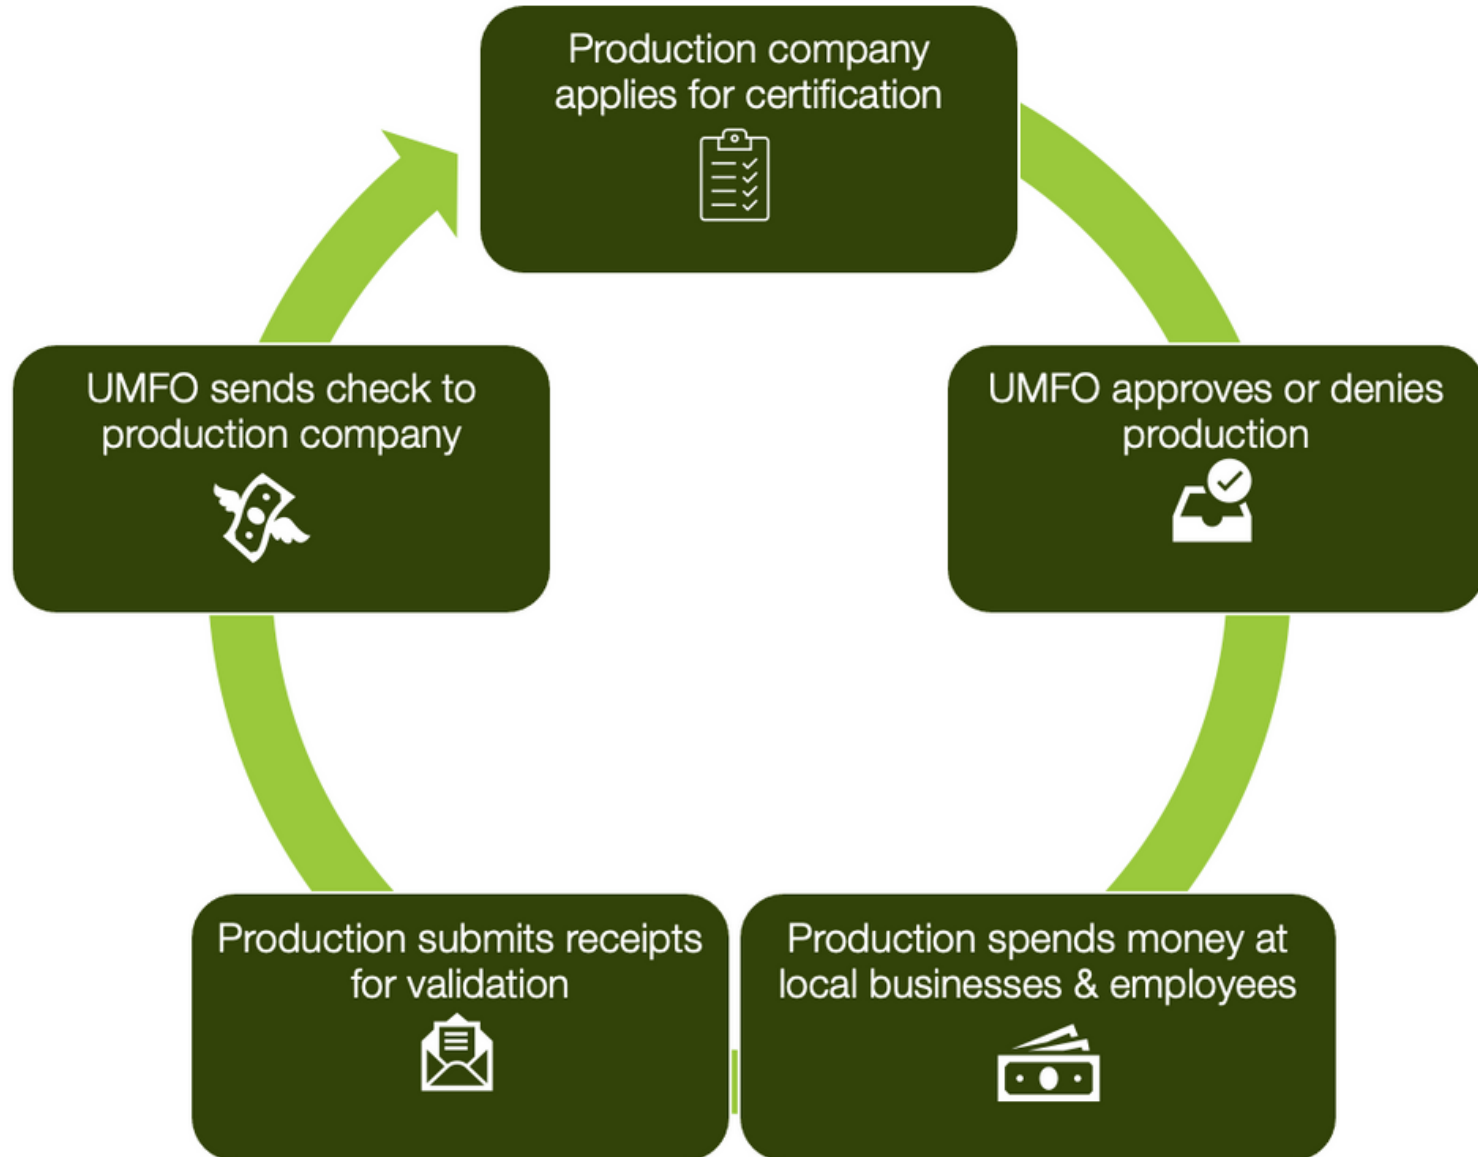 Production company
applies for certification
UMFO approves or denies
production
Production spends money at
local businesses & employees
Production submits receipts
for validation
UMFO sends check to
production company